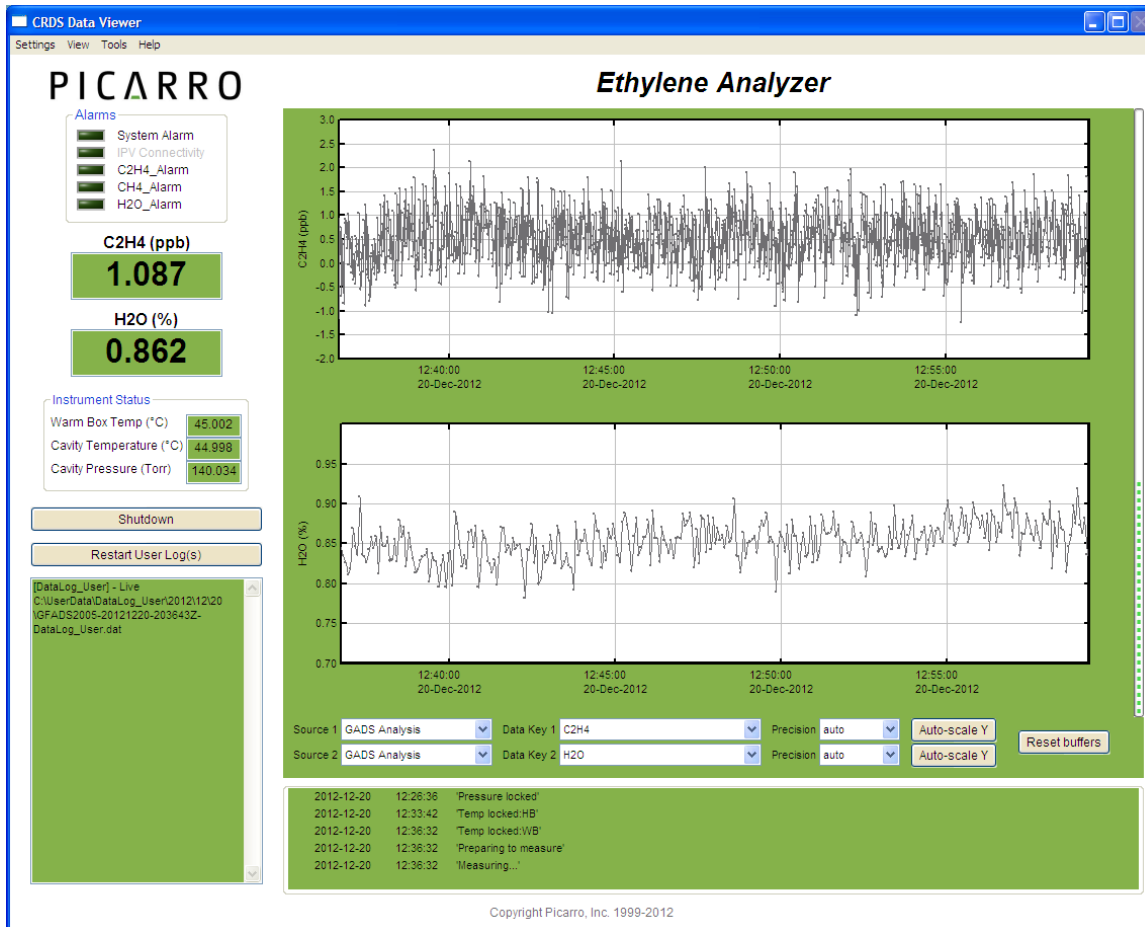 CRDS Data Viewer
Settings View Tools Help
PICARRO
Ethylene Analyzer
Alarms
System Alarm
IPV Connectivity
C2H4_Alarm
CH4_Alarm
H2O_Alarm
C2H4 (ppb)
1.087
H2O (%)
0.862
Instrument Status
Warm Box Temp (°C) 45.002
Cavity Temperature (°C) 44.998
Cavity Pressure (Torr) 140.034
Shutdown
Restart User Log(s)
[DataLog_User] - Live
C:\UserData\DataLog_User\2012\12\20
\GFADS2005-20121220-203643Z-
DataLog_User.dat
C2H4 (ppb)
3.0
2.5
2.0
1.5
1.0
0.5
0.0
-0.5
-1.0
-1.5
-2.0
12:40:00 12:45:00 12:50:00 12:55:00
20-Dec-2012 20-Dec-2012 20-Dec-2012 20-Dec-2012
H2O (%)
0.95
0.90
0.85
0.80
0.75
0.70
12:40:00 12:45:00 12:50:00 12:55:00
20-Dec-2012 20-Dec-2012 20-Dec-2012 20-Dec-2012
Source 1 GADS Analysis Data Key 1 C2H4 Precision auto Auto-scale Y
Source 2 GADS Analysis Data Key 2 H2O Precision auto Auto-scale Y
Reset buffers
2012-12-20 12:26:36 'Pressure locked'
2012-12-20 12:33:42 'Temp locked:HB'
2012-12-20 12:36:32 'Temp locked:WB'
2012-12-20 12:36:32 'Preparing to measure'
2012-12-20 12:36:32 'Measuring...'
Copyright Picarro, Inc. 1999-2012